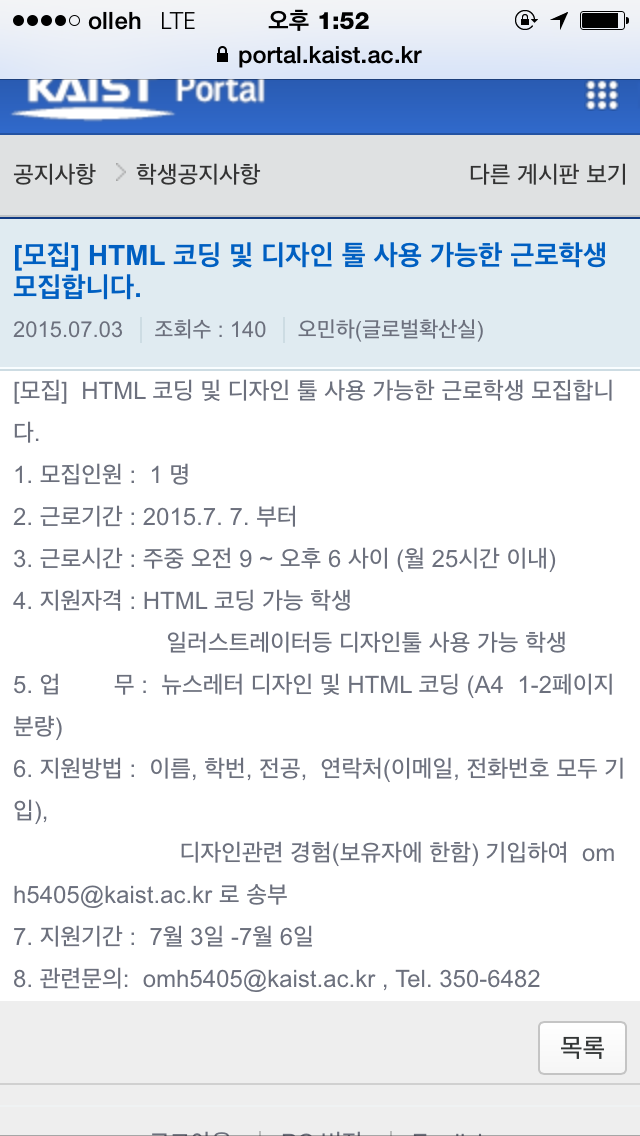 olleh LTE 오후 1:52
portal.kaist.ac.kr
KAIST Portal
공지사항 학생공지사항 다른 게시판 보기
[모집] HTML 코딩 및 디자인 툴 사용 가능한 근로학생
모집합니다.
2015.07.03 조회수 : 140 오민하(글로벌확산실)
[모집] HTML 코딩 및 디자인 툴 사용 가능한 근로학생 모집합니
다.
1. 모집인원 : 1 명
2. 근로기간 : 2015.7. 7. 부터
3. 근로시간 : 주중 오전 9 ~ 오후 6 사이 (월 25시간 이내)
4. 지원자격 : HTML 코딩 가능 학생
일러스트레이터등 디자인툴 사용 가능 학생
5. 업 무 : 뉴스레터 디자인 및 HTML 코딩 (A4 1-2페이지
분량)
6. 지원방법 : 이름, 학번, 전공, 연락처(이메일, 전화번호 모두 기
입),
디자인관련 경험(보유자에 한함) 기입하여 om
h5405@kaist.ac.kr 로 송부
7. 지원기간 : 7월 3일 -7월 6일
8. 관련문의: omh5405@kaist.ac.kr , Tel. 350-6482
목록